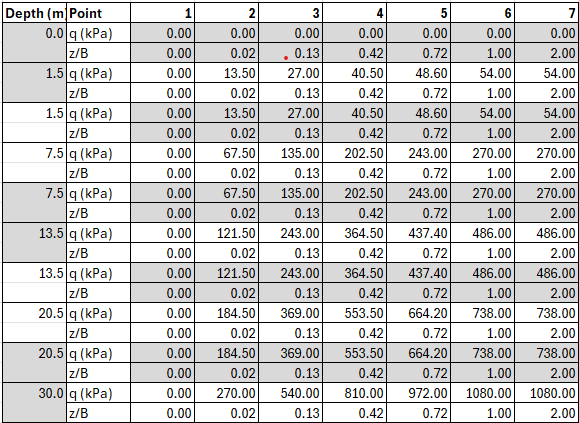 Depth (m) Point 1 2 3 4 5 6 7
0.0 q (kPa) 0.00 0.00 0.00 0.00 0.00 0.00 0.00
z/B 0.00 0.02 0.13 0.42 0.72 1.00 2.00
1.5 q (kPa) 0.00 13.50 27.00 40.50 48.60 54.00 54.00
z/B 0.00 0.02 0.13 0.42 0.72 1.00 2.00
1.5 q (kPa) 0.00 13.50 27.00 40.50 48.60 54.00 54.00
z/B 0.00 0.02 0.13 0.42 0.72 1.00 2.00
7.5 q (kPa) 0.00 67.50 135.00 202.50 243.00 270.00 270.00
z/B 0.00 0.02 0.13 0.42 0.72 1.00 2.00
7.5 q (kPa) 0.00 67.50 135.00 202.50 243.00 270.00 270.00
z/B 0.00 0.02 0.13 0.42 0.72 1.00 2.00
13.5 q (kPa) 0.00 121.50 243.00 364.50 437.40 486.00 486.00
z/B 0.00 0.02 0.13 0.42 0.72 1.00 2.00
13.5 q (kPa) 0.00 121.50 243.00 364.50 437.40 486.00 486.00
z/B 0.00 0.02 0.13 0.42 0.72 1.00 2.00
20.5 q (kPa) 0.00 184.50 369.00 553.50 664.20 738.00 738.00
z/B 0.00 0.02 0.13 0.42 0.72 1.00 2.00
20.5 q (kPa) 0.00 184.50 369.00 553.50 664.20 738.00 738.00
z/B 0.00 0.02 0.13 0.42 0.72 1.00 2.00
30.0 q (kPa) 0.00 270.00 540.00 810.00 972.00 1080.00 1080.00
z/B 0.00 0.02 0.13 0.42 0.72 1.00 2.00